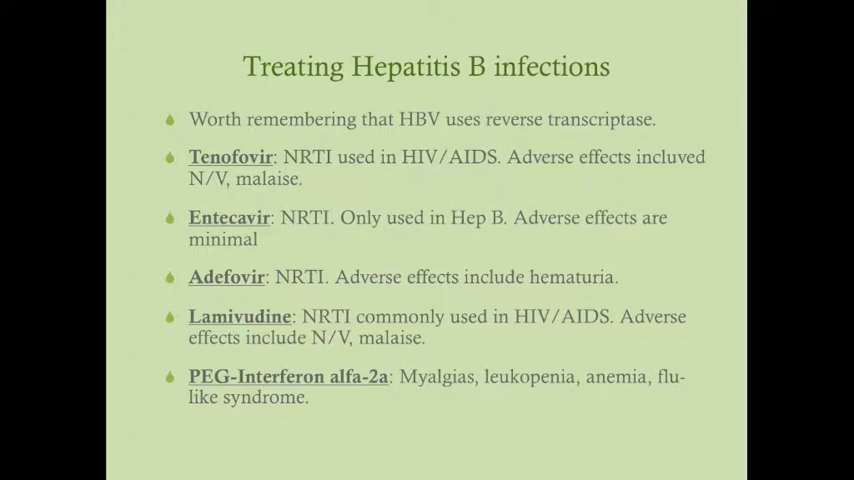 Treating Hepatitis B infections
Worth remembering that HBV uses reverse transcriptase.
Tenofovir: NRTI used in HIV/AIDS. Adverse effects incluved
N/V, malaise.
Entecavir: NRTI. Only used in Hep B. Adverse effects are
minimal
Adefovir: NRTI. Adverse effects include hematuria.
Lamivudine: NRTI commonly used in HIV/AIDS. Adverse
effects include N/V, malaise.
PEG-Interferon alfa-2a: Myalgias, leukopenia, anemia, flu-
like syndrome.